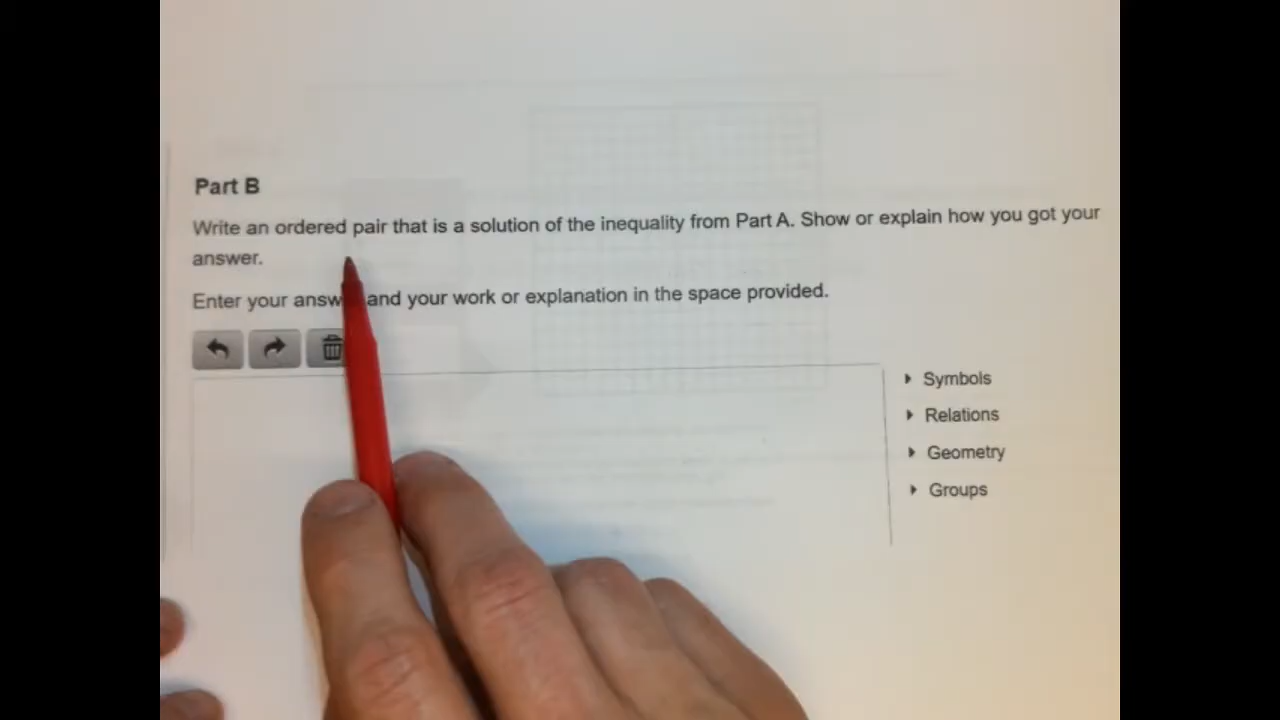 Part B
Write an ordered pair that is a solution of the inequality from Part A. Show or explain how you got your
answer.
Enter your answ and your work or explanation in the space provided.
Symbols
Relations
Geometry
Groups